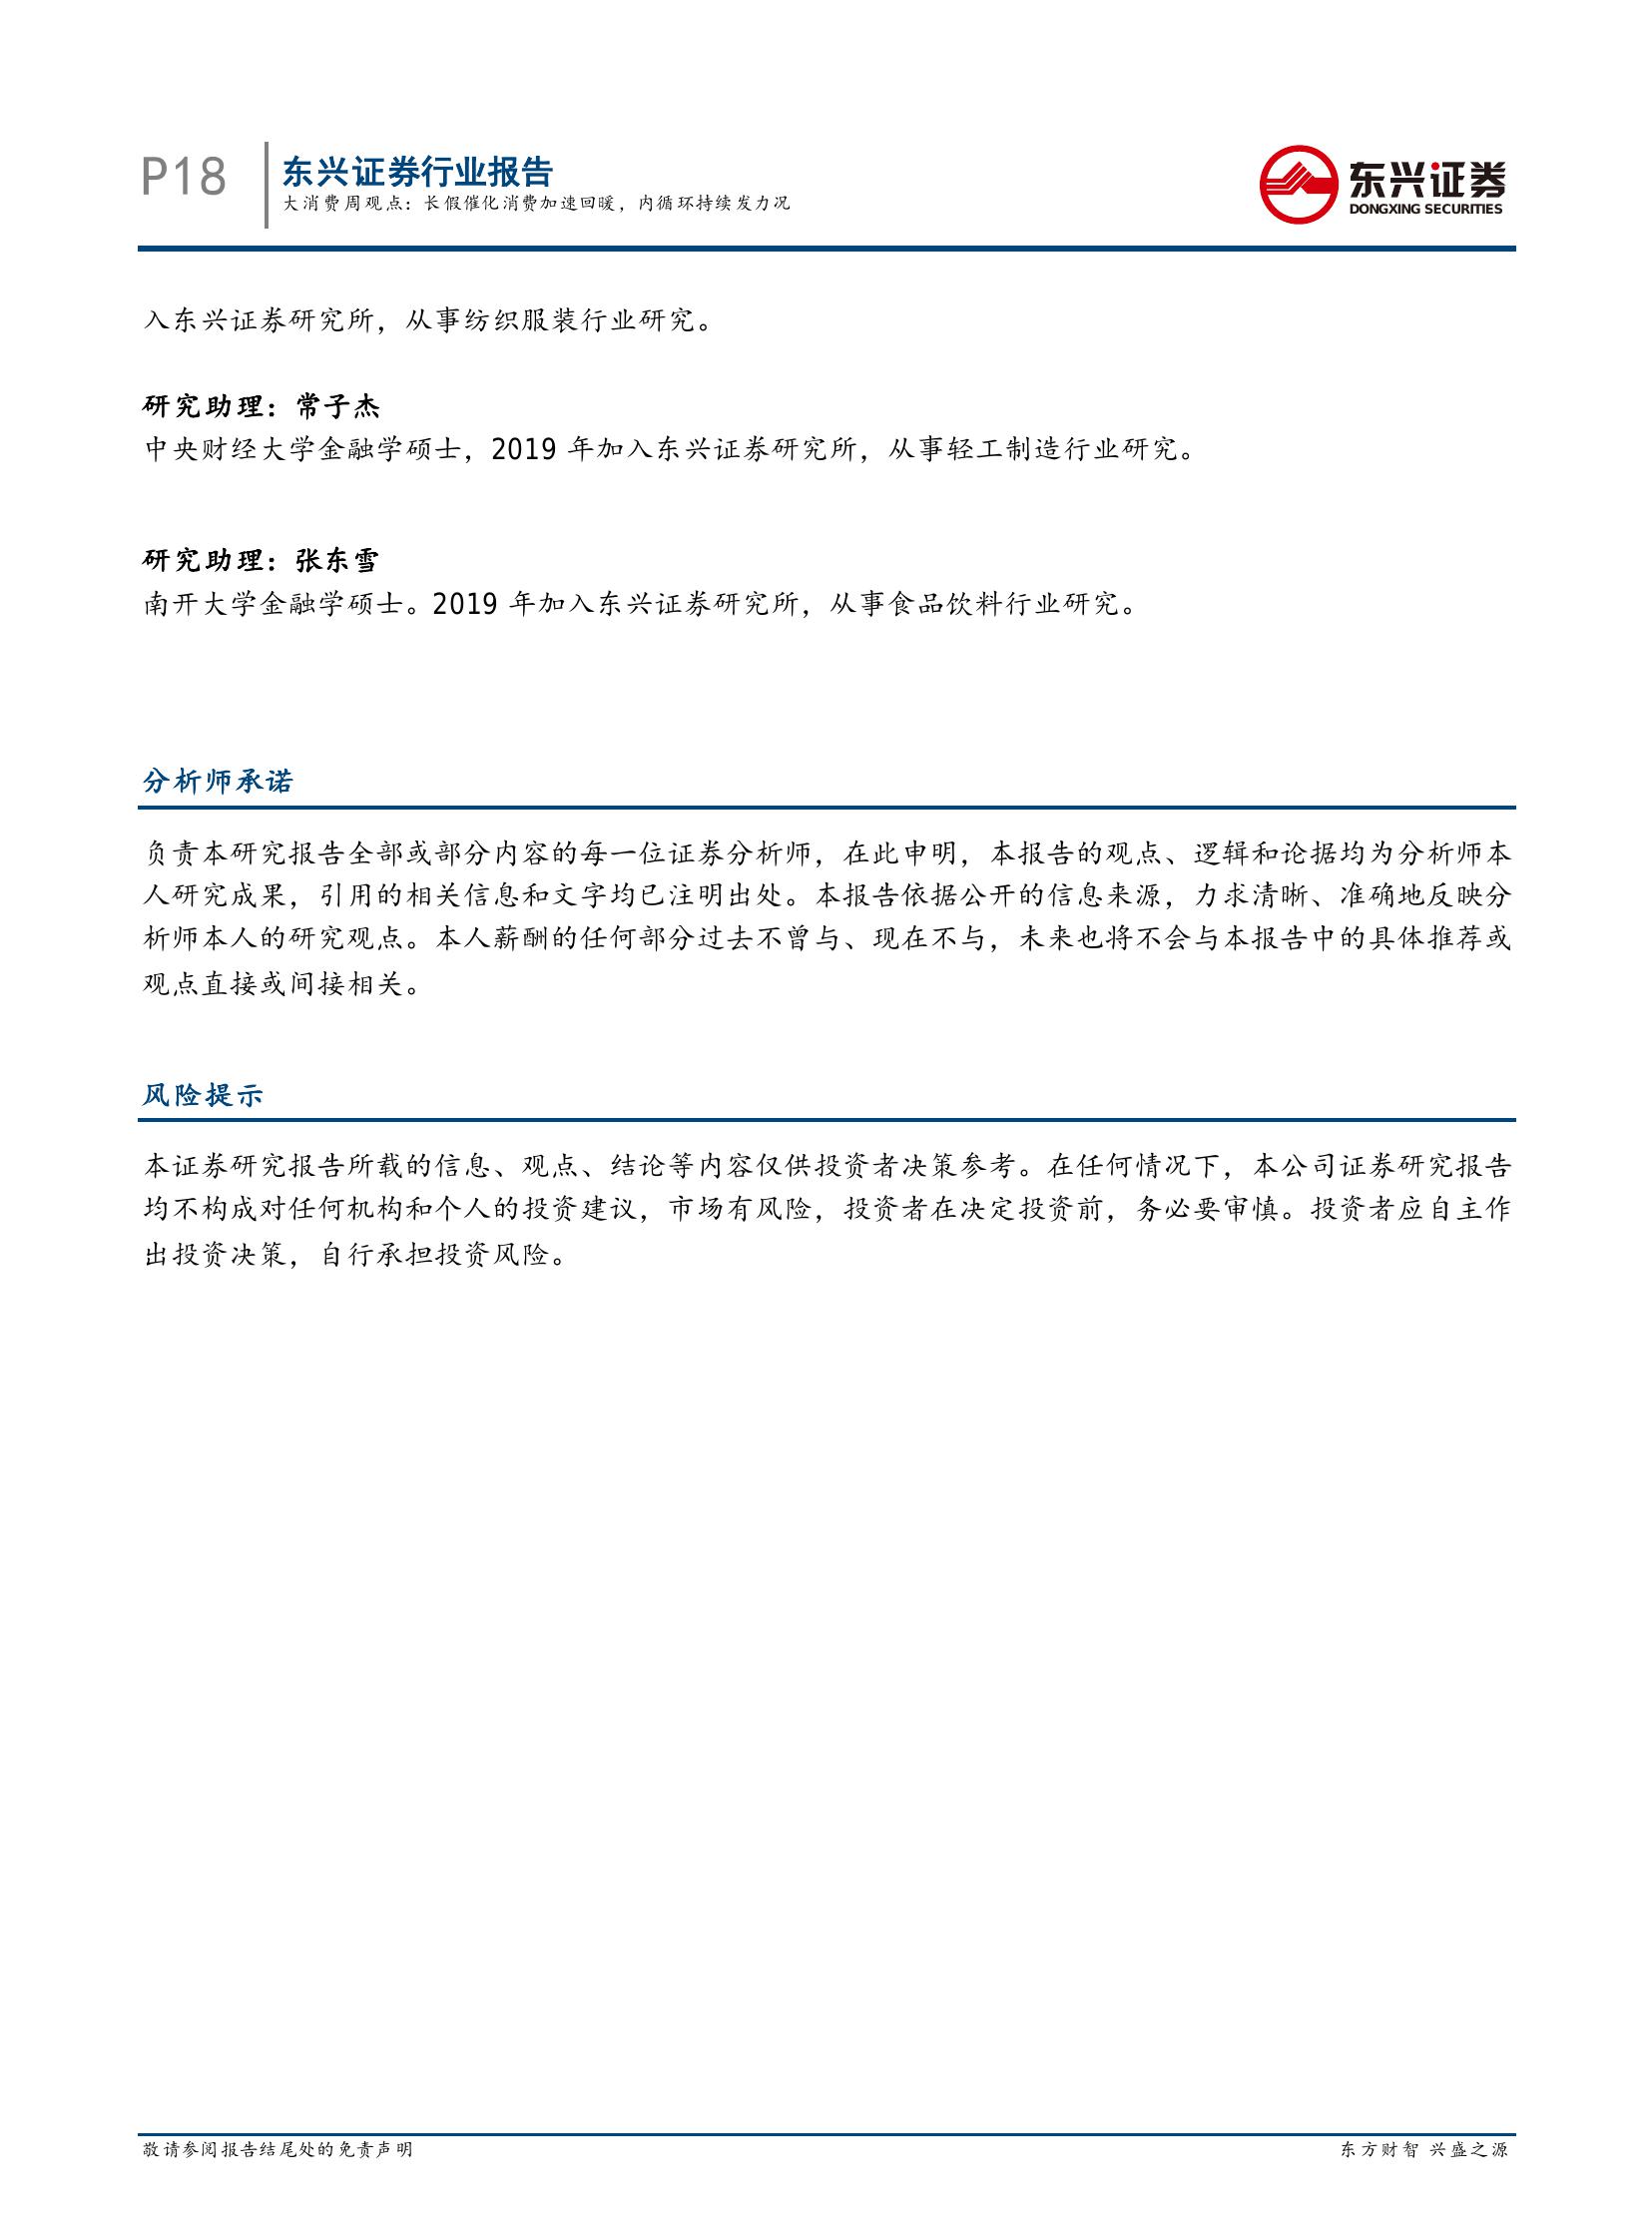 P18
东兴证券行业报告
大消费周观点：长假催化消费加速回暖，内循环持续发力况
东兴证券
DONGXING SECURITIES
入东兴证券研究所，从事纺织服装行业研究。
研究助理：常子杰
中央财经大学金融学硕士，2019 年加入东兴证券研究所，从事轻工制造行业研究。
研究助理：张东雪
南开大学金融学硕士。2019 年加入东兴证券研究所，从事食品饮料行业研究。
分析师承诺
负责本研究报告全部或部分内容的每一位证券分析师，在此申明，本报告的观点、逻辑和论据均为分析师本
人研究成果，引用的相关信息和文字均已注明出处。本报告依据公开的信息来源，力求清晰、准确地反映分
析师本人的研究观点。本人薪酬的任何部分过去不曾与、现在不与，未来也将不会与本报告中的具体推荐或
观点直接或间接相关。
风险提示
本证券研究报告所载的信息、观点、结论等内容仅供投资者决策参考。在任何情况下，本公司证券研究报告
均不构成对任何机构和个人的投资建议，市场有风险，投资者在决定投资前，务必要审慎。投资者应自主作
出投资决策，自行承担投资风险。
敬请参阅报告结尾处的免责声明
东方财智 兴盛之源